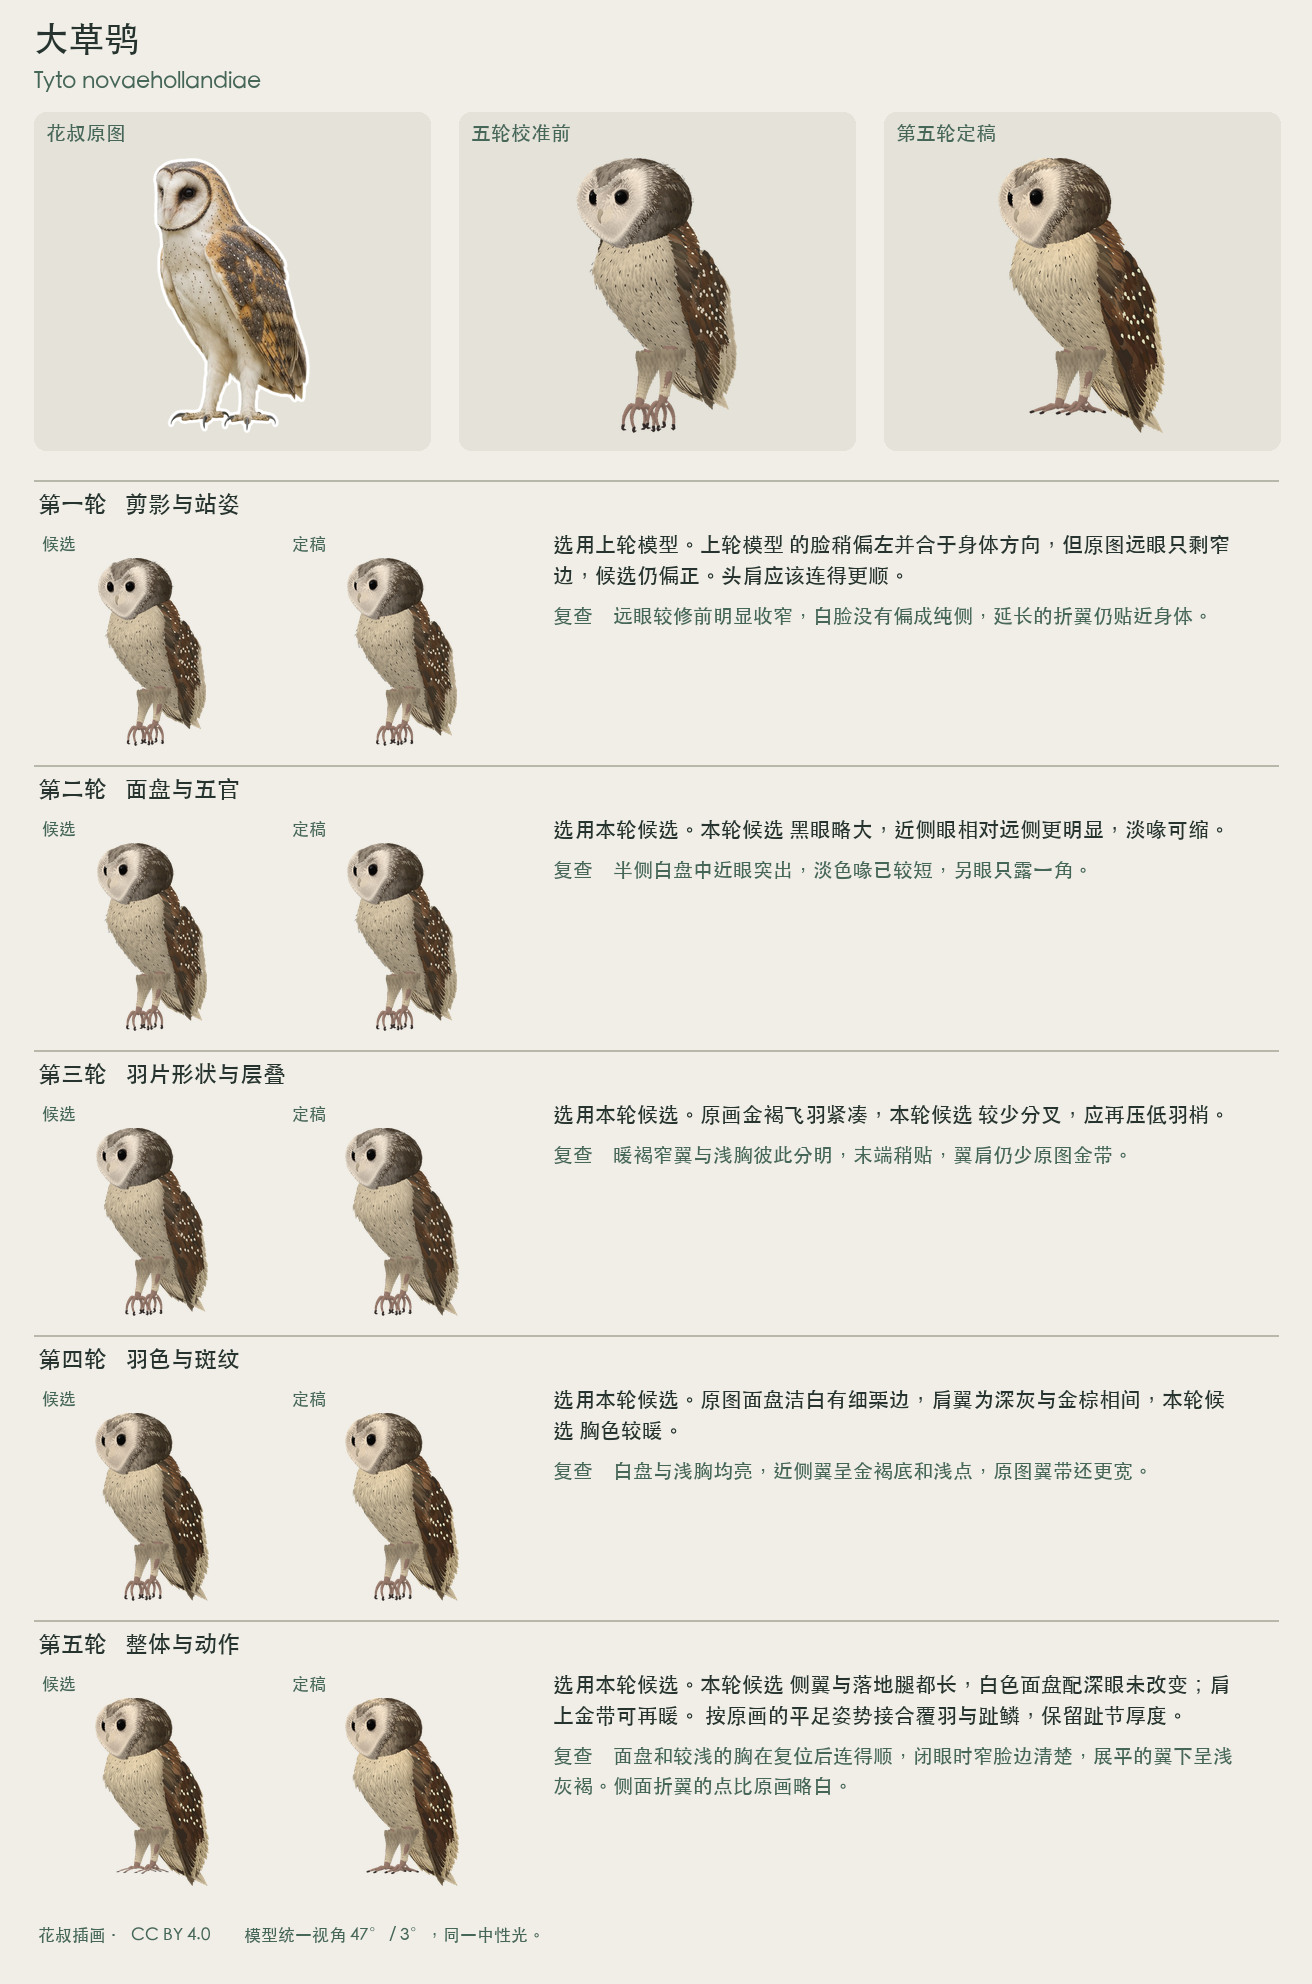 大草鸮
Tyto novaehollandiae
花叔原图
五轮校准前
第五轮定稿
第一轮 剪影与站姿
候选
定稿
选用上轮模型。上轮模型 的脸稍偏左并合于身体方向，但原图远眼只剩窄
边，候选仍偏正。头肩应该连得更顺。
复查 远眼较修前明显收窄，白脸没有偏成纯侧，延长的折翼仍贴近身体。
第二轮 面盘与五官
候选
定稿
选用本轮候选。本轮候选 黑眼略大，近侧眼相对远侧更明显，淡喙可缩。
复查 半侧白盘中近眼突出，淡色喙已较短，另眼只露一角。
第三轮 羽片形状与层叠
候选
定稿
选用本轮候选。原画金褐飞羽紧凑，本轮候选 较少分叉，应再压低羽梢。
复查 暖褐窄翼与浅胸彼此分明，末端稍贴，翼肩仍少原图金带。
第四轮 羽色与斑纹
候选
定稿
选用本轮候选。原图面盘洁白有细栗边，肩翼为深灰与金棕相间，本轮候
选 胸色较暖。
复查 白盘与浅胸均亮，近侧翼呈金褐底和浅点，原图翼带还更宽。
第五轮 整体与动作
候选
定稿
选用本轮候选。本轮候选 侧翼与落地腿都长，白色面盘配深眼未改变；肩
上金带可再暖。 按原画的平足姿势接合覆羽与趾鳞，保留趾节厚度。
复查 面盘和较浅的胸在复位后连得顺，闭眼时窄脸边清楚，展平的翼下呈浅
灰褐。侧面折翼的点比原画略白。
花叔插画 · CC BY 4.0 模型统一视角 47° / 3° ，同一中性光。